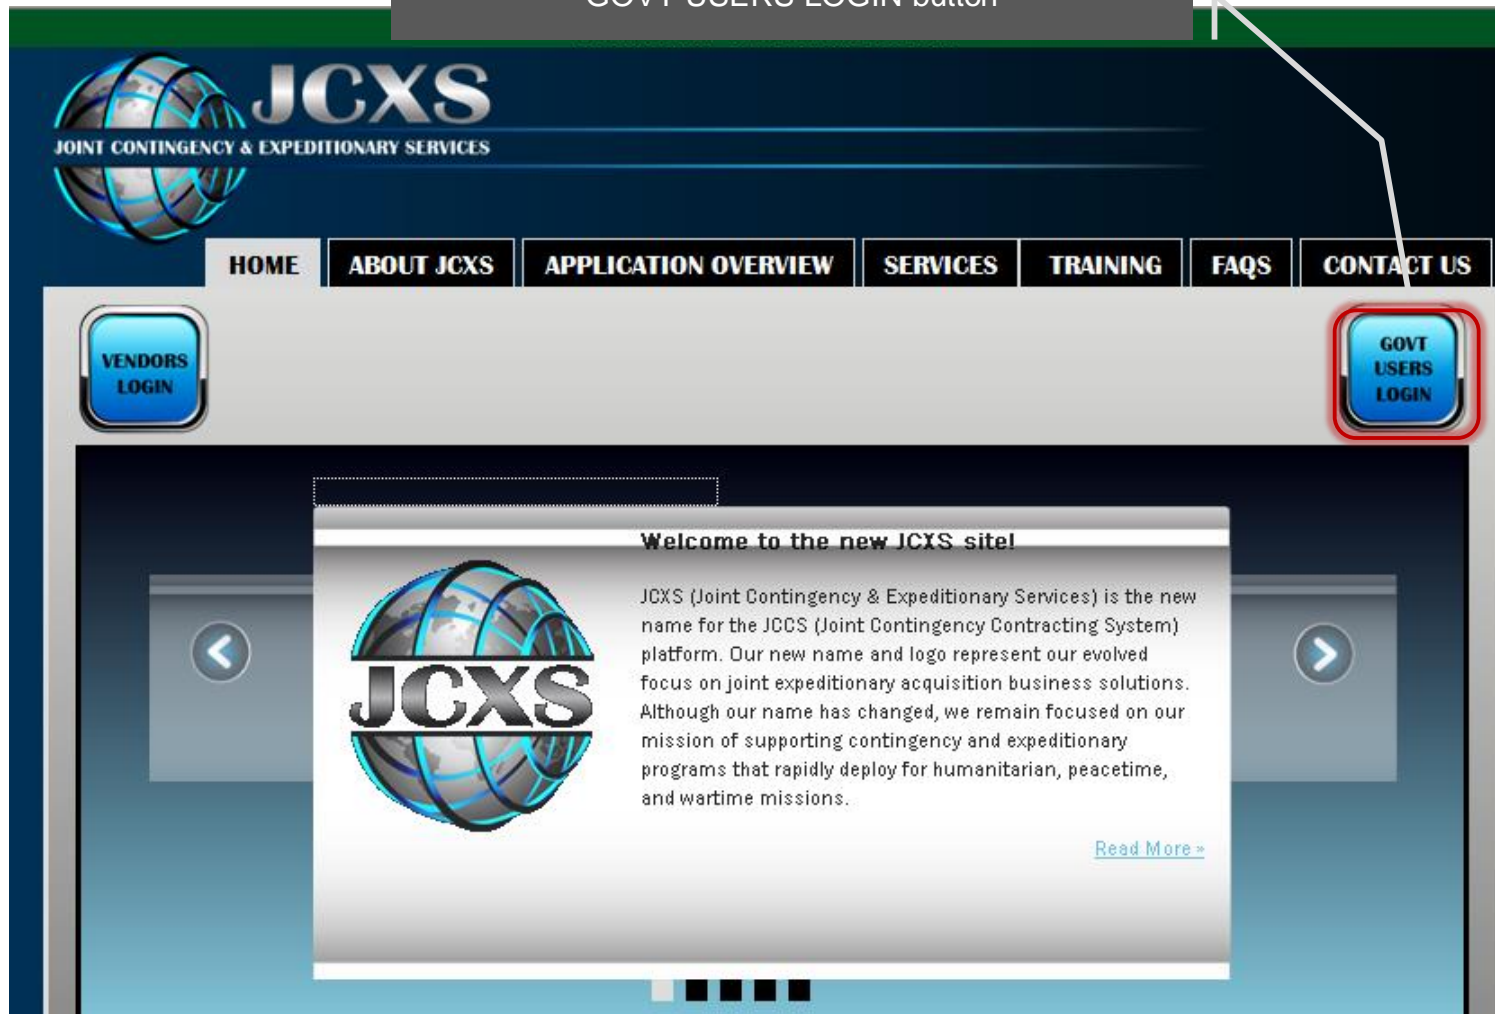 GOVT USERS LOGIN button
JCXS
JOINT CONTINGENCY & EXPEDITIONARY SERVICES
HOME
ABOUT JCXS
APPLICATION OVERVIEW
SERVICES
TRAINING
FAQS
CONTACT US
VENDORS
LOGIN
GOVT
USERS
LOGIN
Welcome to the new JCXS site!
JCXS
JCXS (Joint Contingency & Expeditionary Services) is the new
name for the JCCS (Joint Contingency Contracting System)
platform. Our new name and logo represent our evolved
focus on joint expeditionary acquisition business solutions.
Although our name has changed, we remain focused on our
mission of supporting contingency and expeditionary
programs that rapidly deploy for humanitarian, peacetime,
and wartime missions.
Read More »